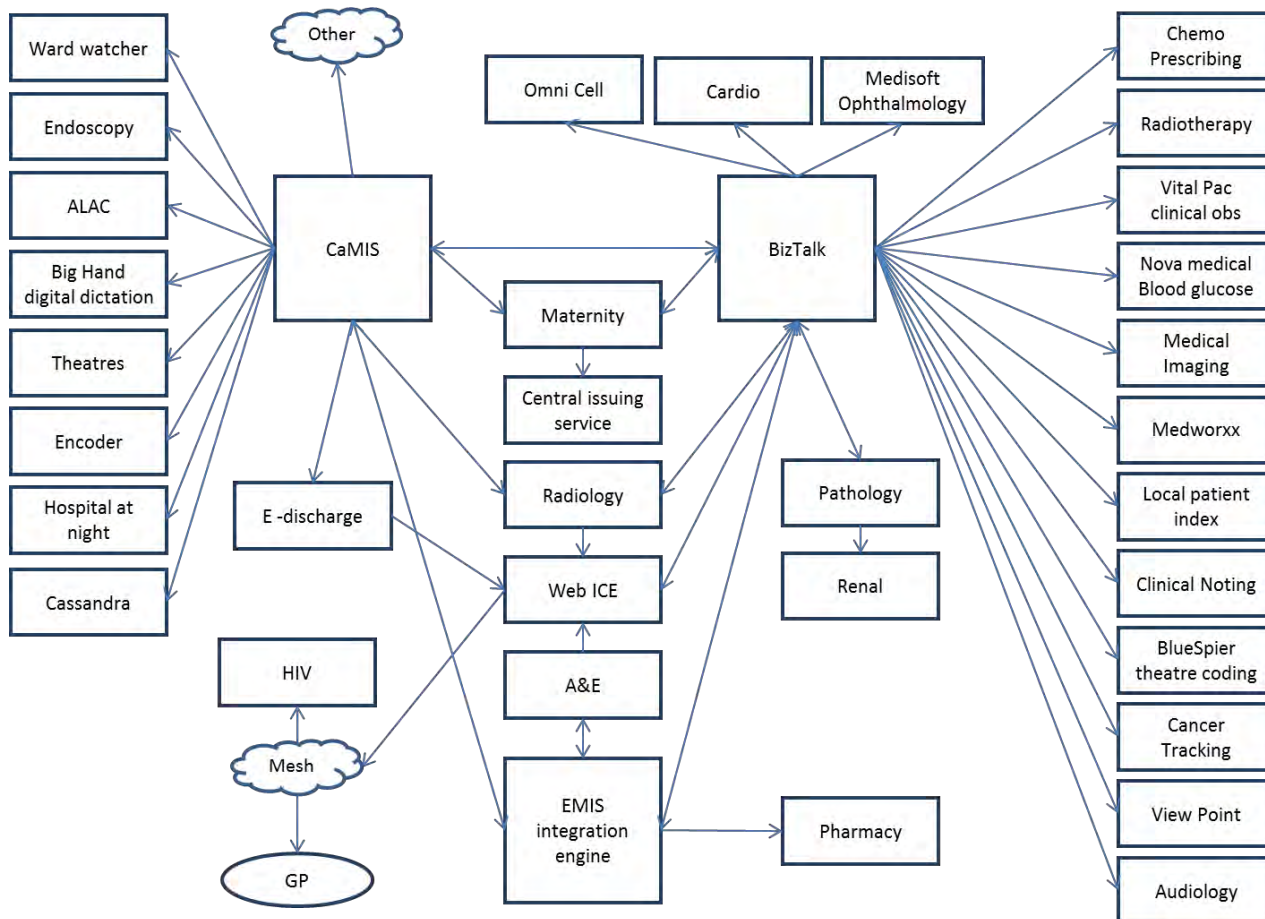 Ward watcher
Endoscopy
ALAC
Big Hand
digital dictation
Theatres
Encoder
Hospital at
night
Cassandra
Other
CaMIS
E -discharge
HIV
Mesh
GP
Omni Cell
Cardio
Medisoft
Ophthalmology
BizTalk
Maternity
Central issuing
service
Radiology
Web ICE
A&E
EMIS
integration
engine
Pathology
Renal
Pharmacy
Chemo
Prescribing
Radiotherapy
Vital Pac
clinical obs
Nova medical
Blood glucose
Medical
Imaging
Medworxx
Local patient
index
Clinical Noting
BlueSpier
theatre coding
Cancer
Tracking
View Point
Audiology